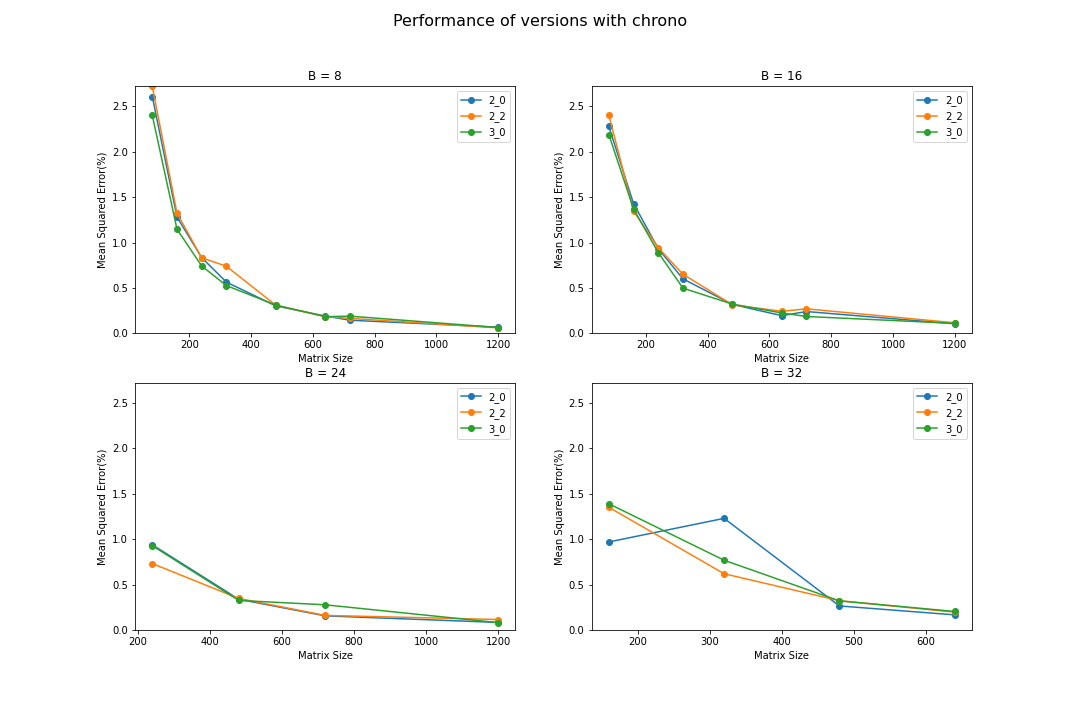 Performance of versions with chrono
B = 8
Mean Squared Error(%)
2.5
2.0
1.5
1.0
0.5
0.0
2_0
2_2
3_0
200 400 600 800 1000 1200
Matrix Size
B = 16
Mean Squared Error(%)
2.5
2.0
1.5
1.0
0.5
0.0
2_0
2_2
3_0
200 400 600 800 1000 1200
Matrix Size
B = 24
Mean Squared Error(%)
2.5
2.0
1.5
1.0
0.5
0.0
2_0
2_2
3_0
200 400 600 800 1000 1200
Matrix Size
B = 32
Mean Squared Error(%)
2.5
2.0
1.5
1.0
0.5
0.0
2_0
2_2
3_0
200 300 400 500 600
Matrix Size